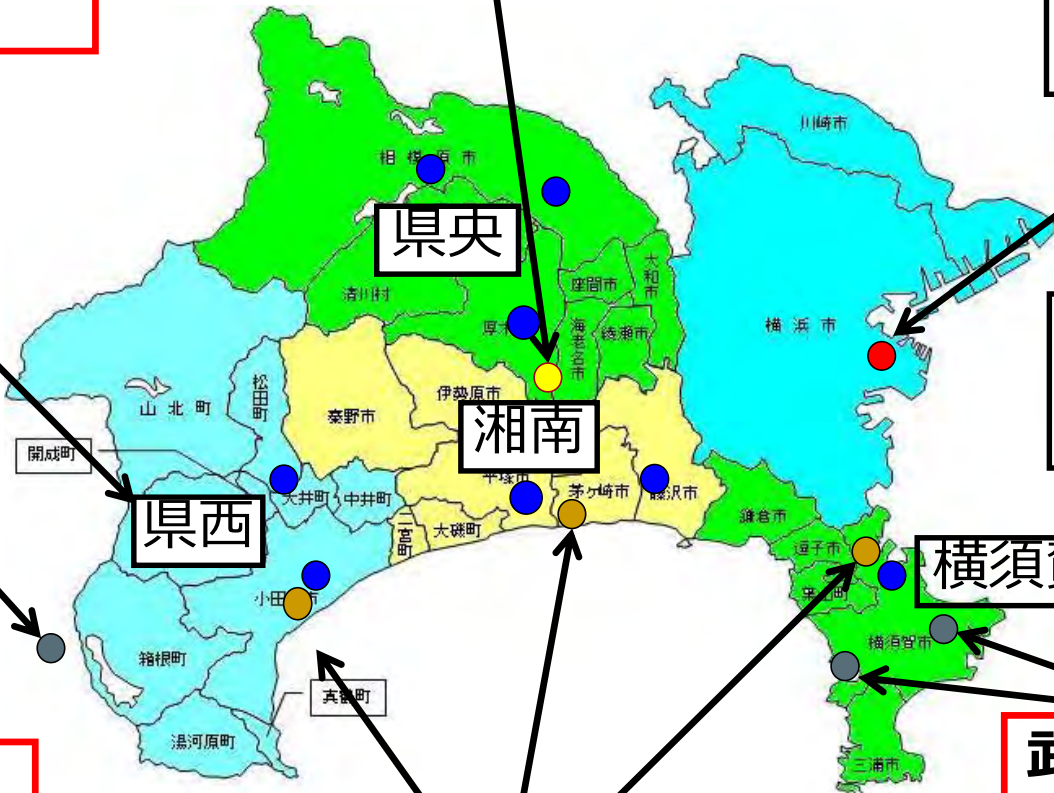 川崎市
相模原市
県央
大和市
座間市
清川村
厚木
海老名市
綾瀬市
横浜市
松田町
伊勢原市
山北町
秦野市
湘南
開成町
平塚市
茅ヶ崎市
藤沢市
大井町
中井町
県西
二宮町
大磯町
鎌倉市
逗子市
横須賀
葉山町
小田原市
横須賀市
箱根町
真鶴町
湯河原町
三浦市
武